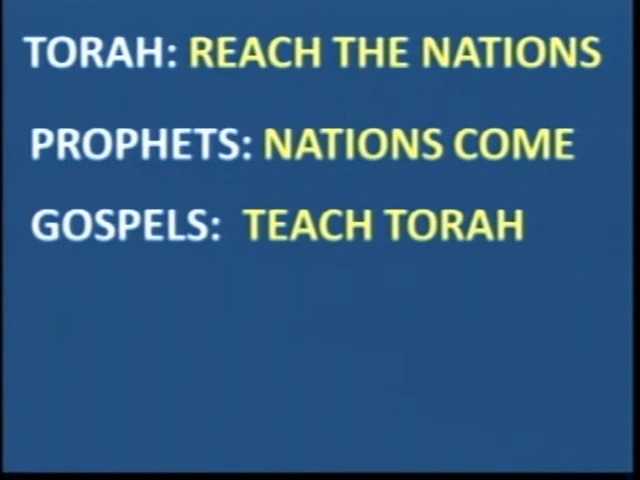 TORAH: REACH THE NATIONS
PROPHETS: NATIONS COME
GOSPELS: TEACH TORAH